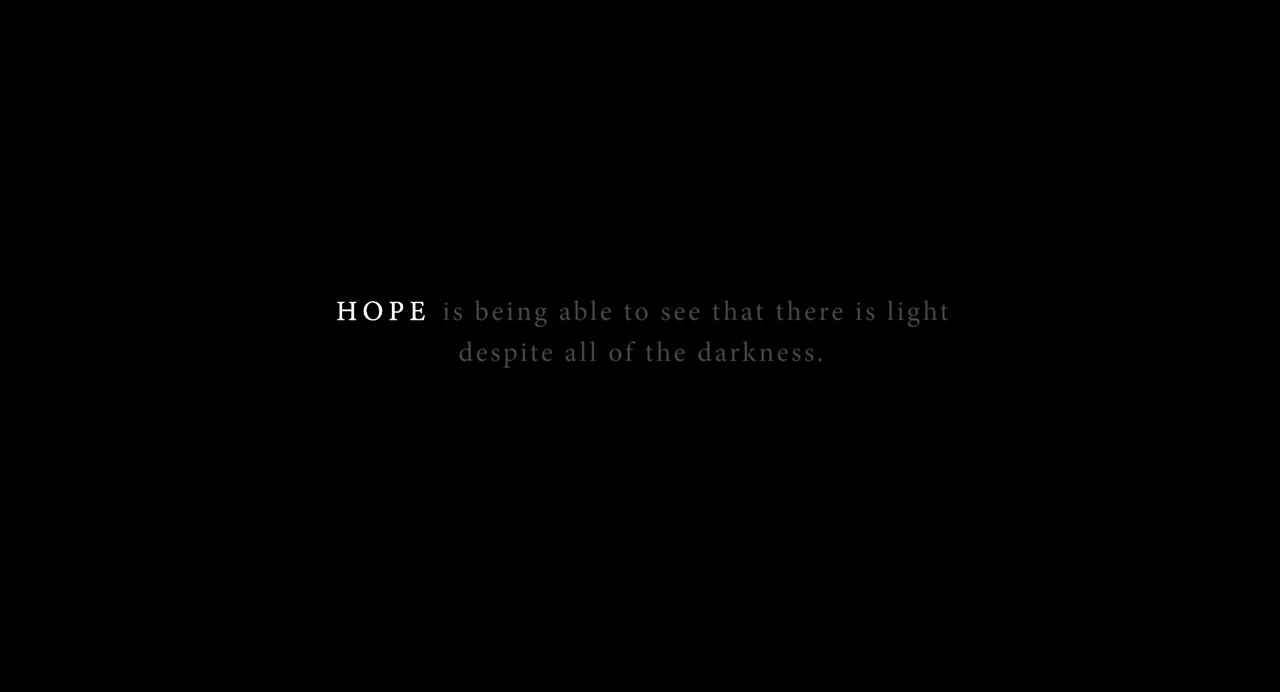 HOPE is being able to see that there is light
despite all of the darkness.